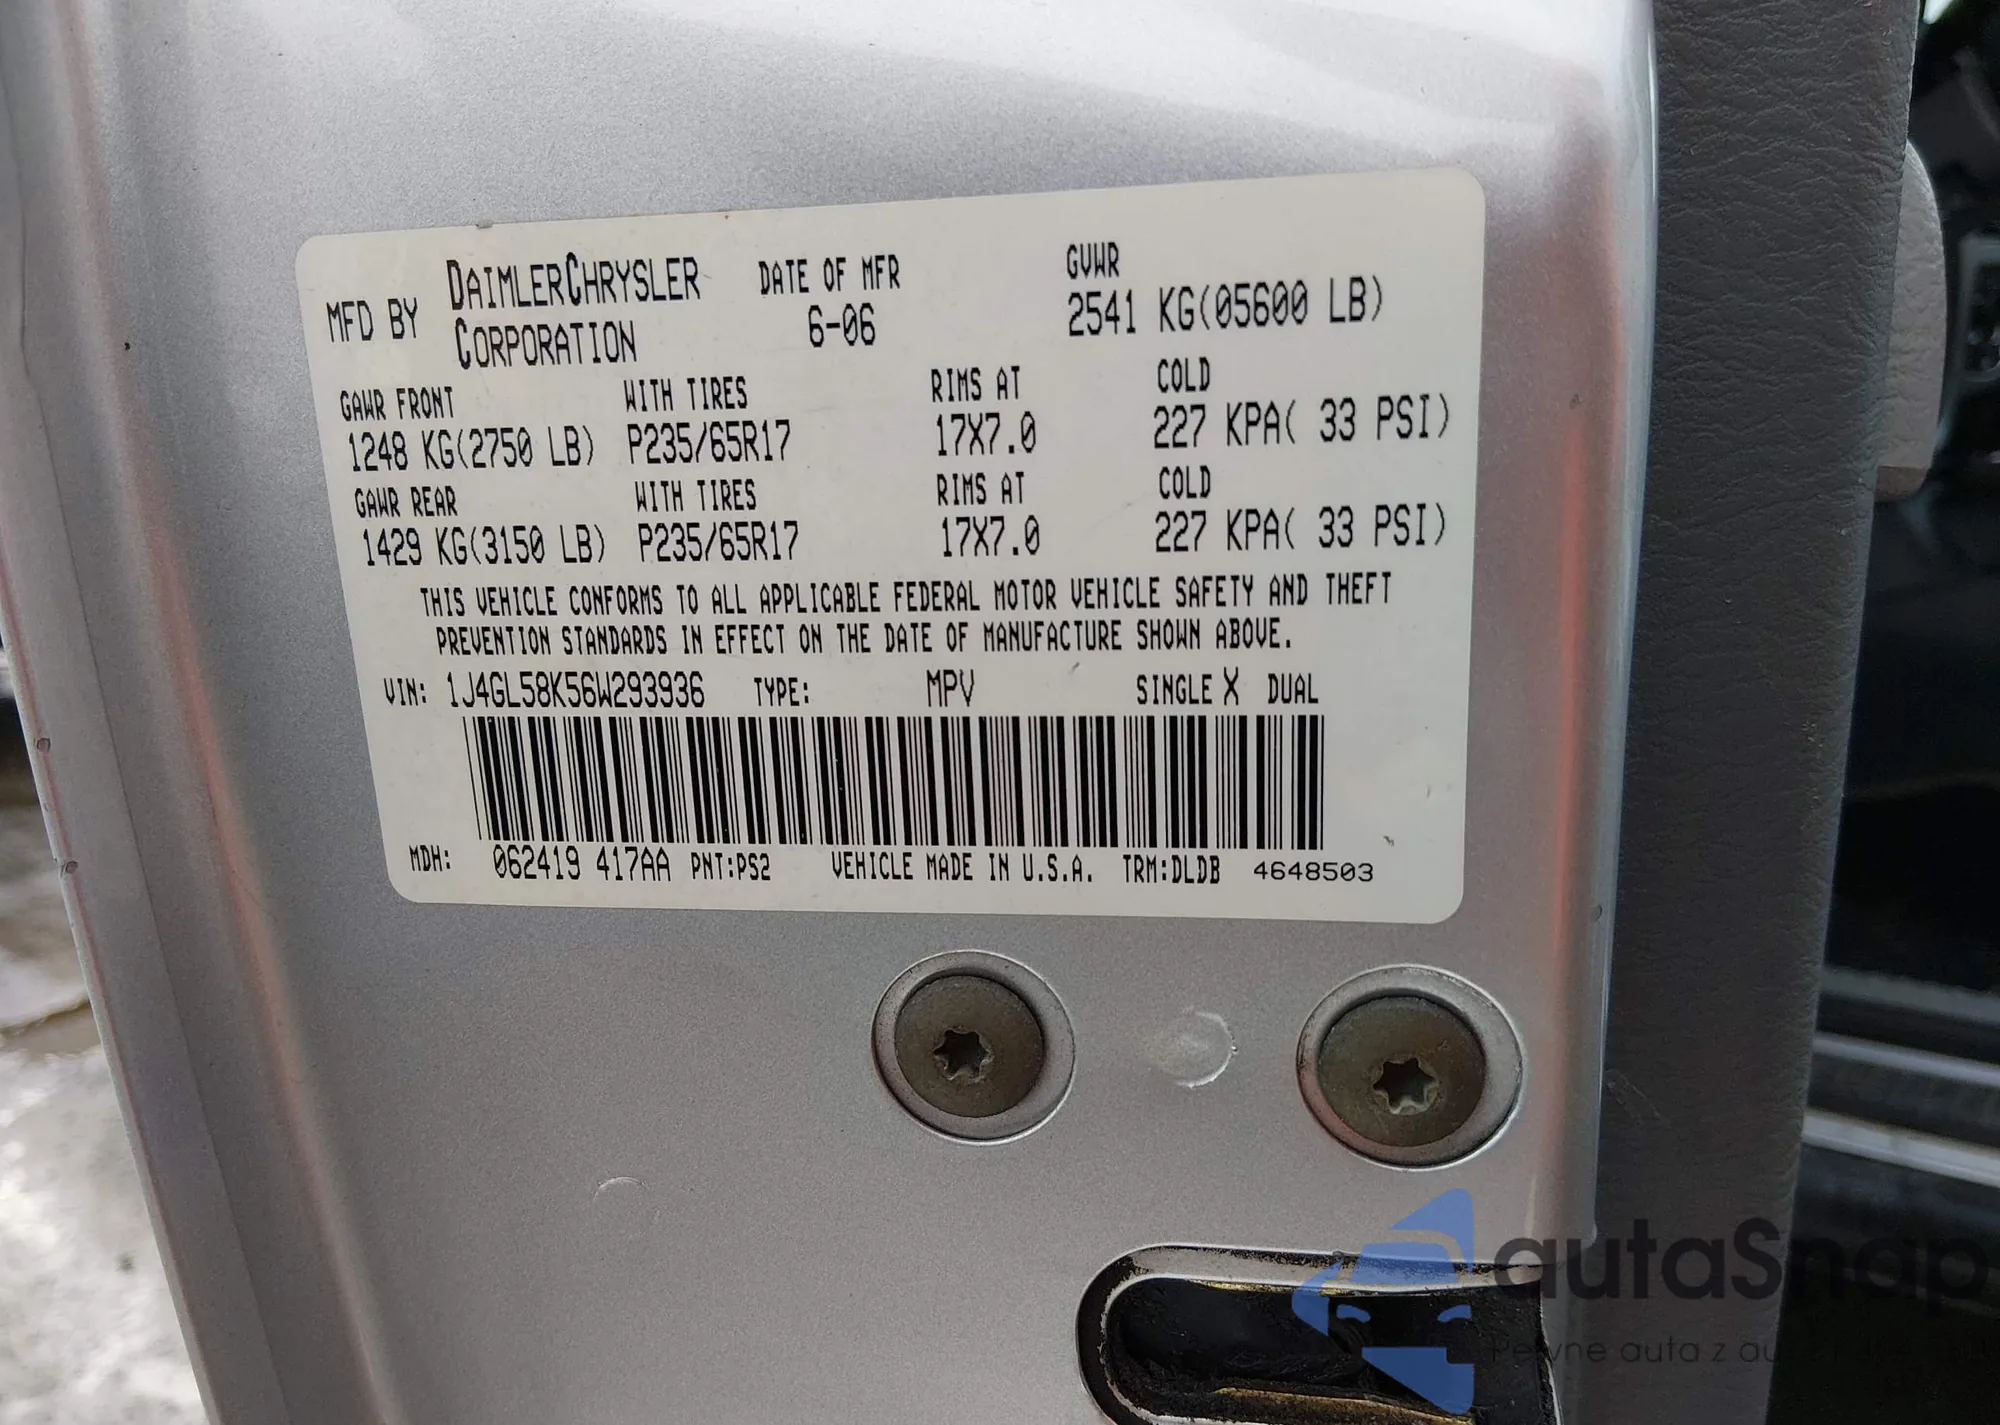 MFD BY DAIMLERCHRYSLER CORPORATION
DATE OF MFR
6-06
GVWR
2541 KG(05600 LB)
GAWR FRONT WITH TIRES RIMS AT COLD
1248 KG(2750 LB) P235/65R17 17X7.0 227 KPA( 33 PSI)
GAWR REAR WITH TIRES RIMS AT COLD
1429 KG(3150 LB) P235/65R17 17X7.0 227 KPA( 33 PSI)
THIS VEHICLE CONFORMS TO ALL APPLICABLE FEDERAL MOTOR VEHICLE SAFETY AND THEFT
PREVENTION STANDARDS IN EFFECT ON THE DATE OF MANUFACTURE SHOWN ABOVE.
VIN: 1J4GL58K56W293936 TYPE: MPV SINGLE X DUAL
MDH: 062419 417AA PNT:PS2 VEHICLE MADE IN U.S.A. TRM:DLDB 4648503
autaSnap
Pewne auta z